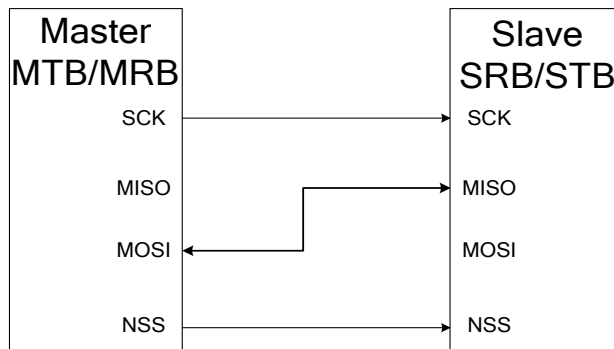 Master
MTB/MRB
SCK
MISO
MOSI
NSS
Slave
SRB/STB
SCK
MISO
MOSI
NSS